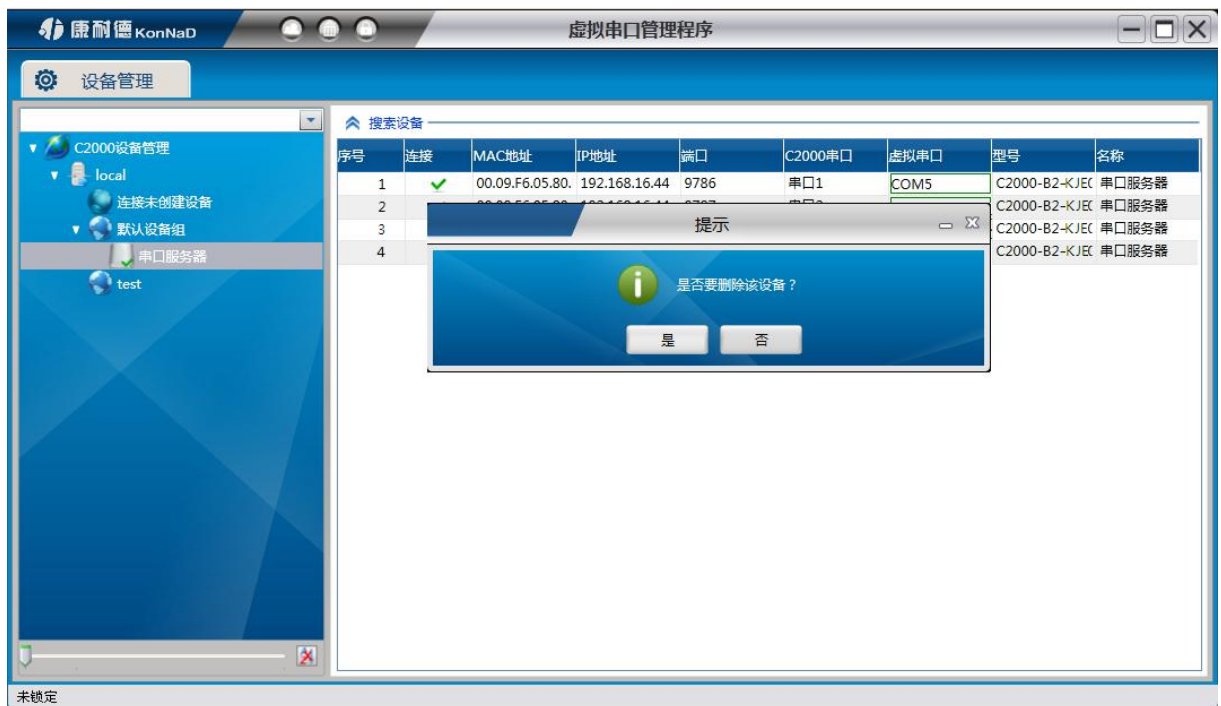 康耐德 KonNaD
虚拟串口管理程序
设备管理
搜索设备
C2000设备管理
local
连接未创建设备
默认设备组
串口服务器
test
序号 连接 MAC地址 IP地址 端口 C2000串口 虚拟串口 型号 名称
1 00.09.F6.05.80. 192.168.16.44 9786 串口1 COM5 C2000-B2-KJE( 串口服务器
2 C2000-B2-KJE( 串口服务器
3 C2000-B2-KJE( 串口服务器
4 C2000-B2-KJE( 串口服务器
提示
是否要删除该设备？
是 否
未锁定